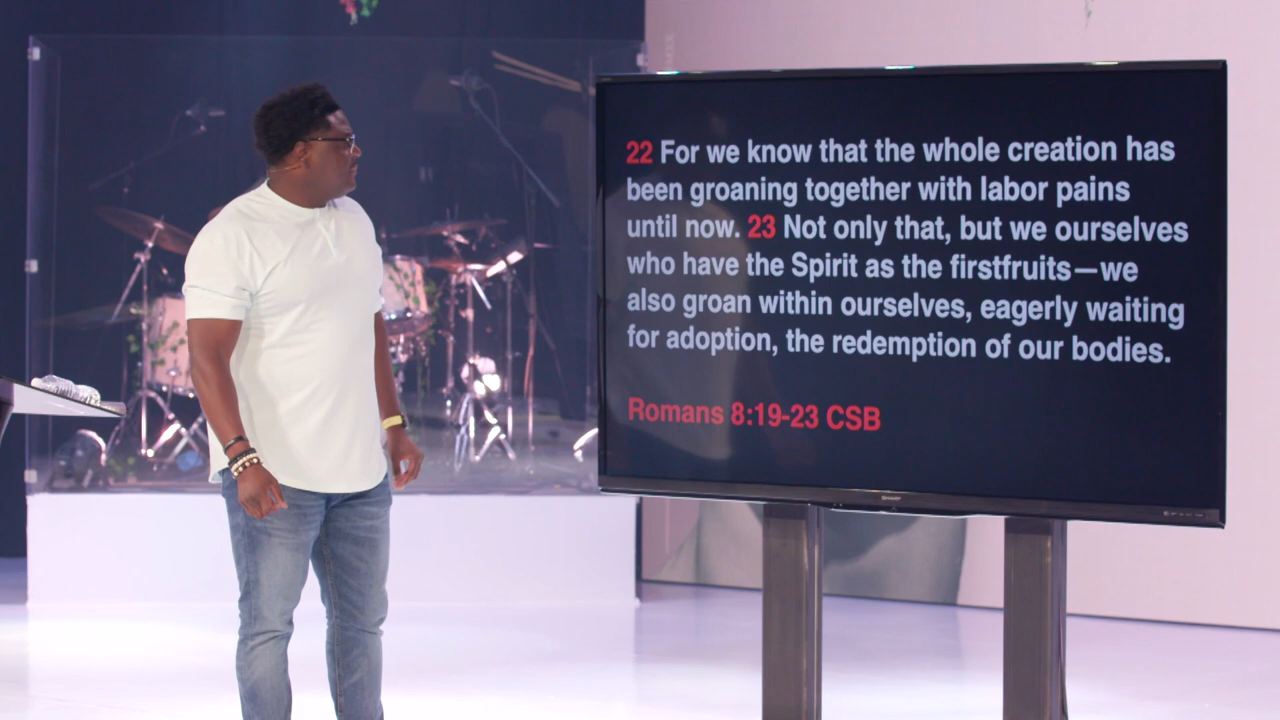 22 For we know that the whole creation has
been groaning together with labor pains
until now. 23 Not only that, but we ourselves
who have the Spirit as the firstfruits—we
also groan within ourselves, eagerly waiting
for adoption, the redemption of our bodies.
Romans 8:19-23 CSB
SHARP